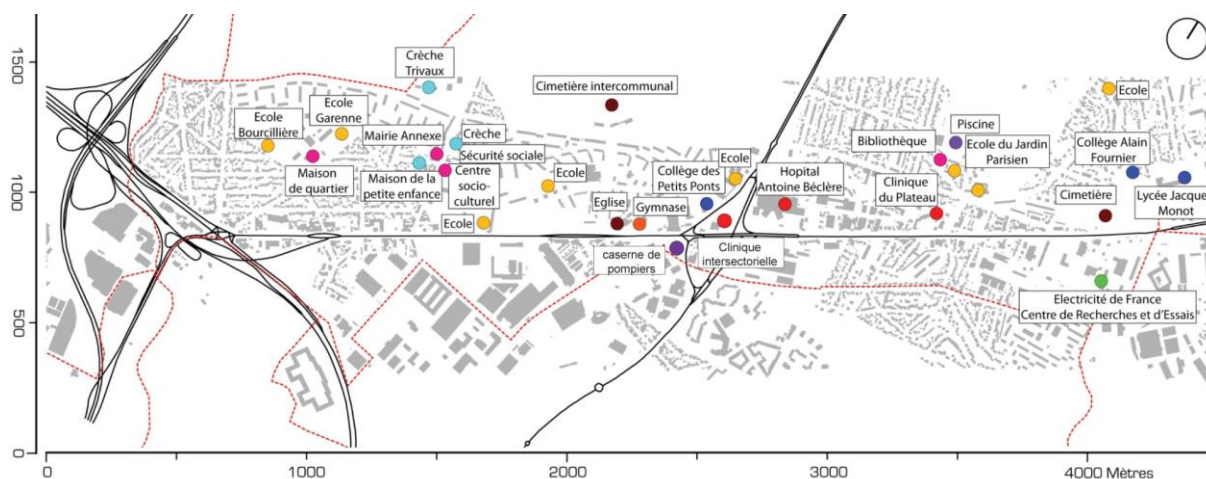 1500
1000
500
0
Crèche
Trivaux
Cimetière intercommunal
Ecole
Bourcillière
Ecole
Garenne
Mairie Annexe
Crèche
Sécurité sociale
Maison
de quartier
Maison de la
petite enfance
Centre
socio-
culturel
Ecole
Ecole
Eglise
Gymnase
Collège des
Petits Ponts
Ecole
Hopital
Antoine Béclère
caserne de
pompiers
Clinique
intersectorielle
Bibliothèque
Piscine
Ecole du Jardin
Parisien
Clinique
du Plateau
Ecole
Collège Alain
Fournier
Cimetière
Lycée Jacque
Monot
Electricité de France
Centre de Recherches et d'Essais
0
1000
2000
3000
4000 Mètres